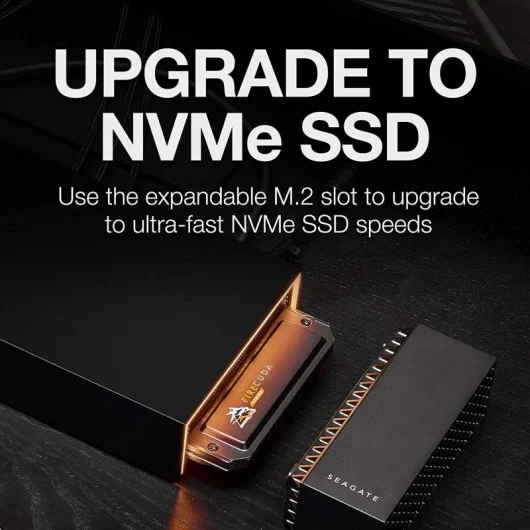 UPGRADE TO
NVMe SSD
Use the expandable M.2 slot to upgrade
to ultra-fast NVMe SSD speeds
FIRECUDA
SEAGATE